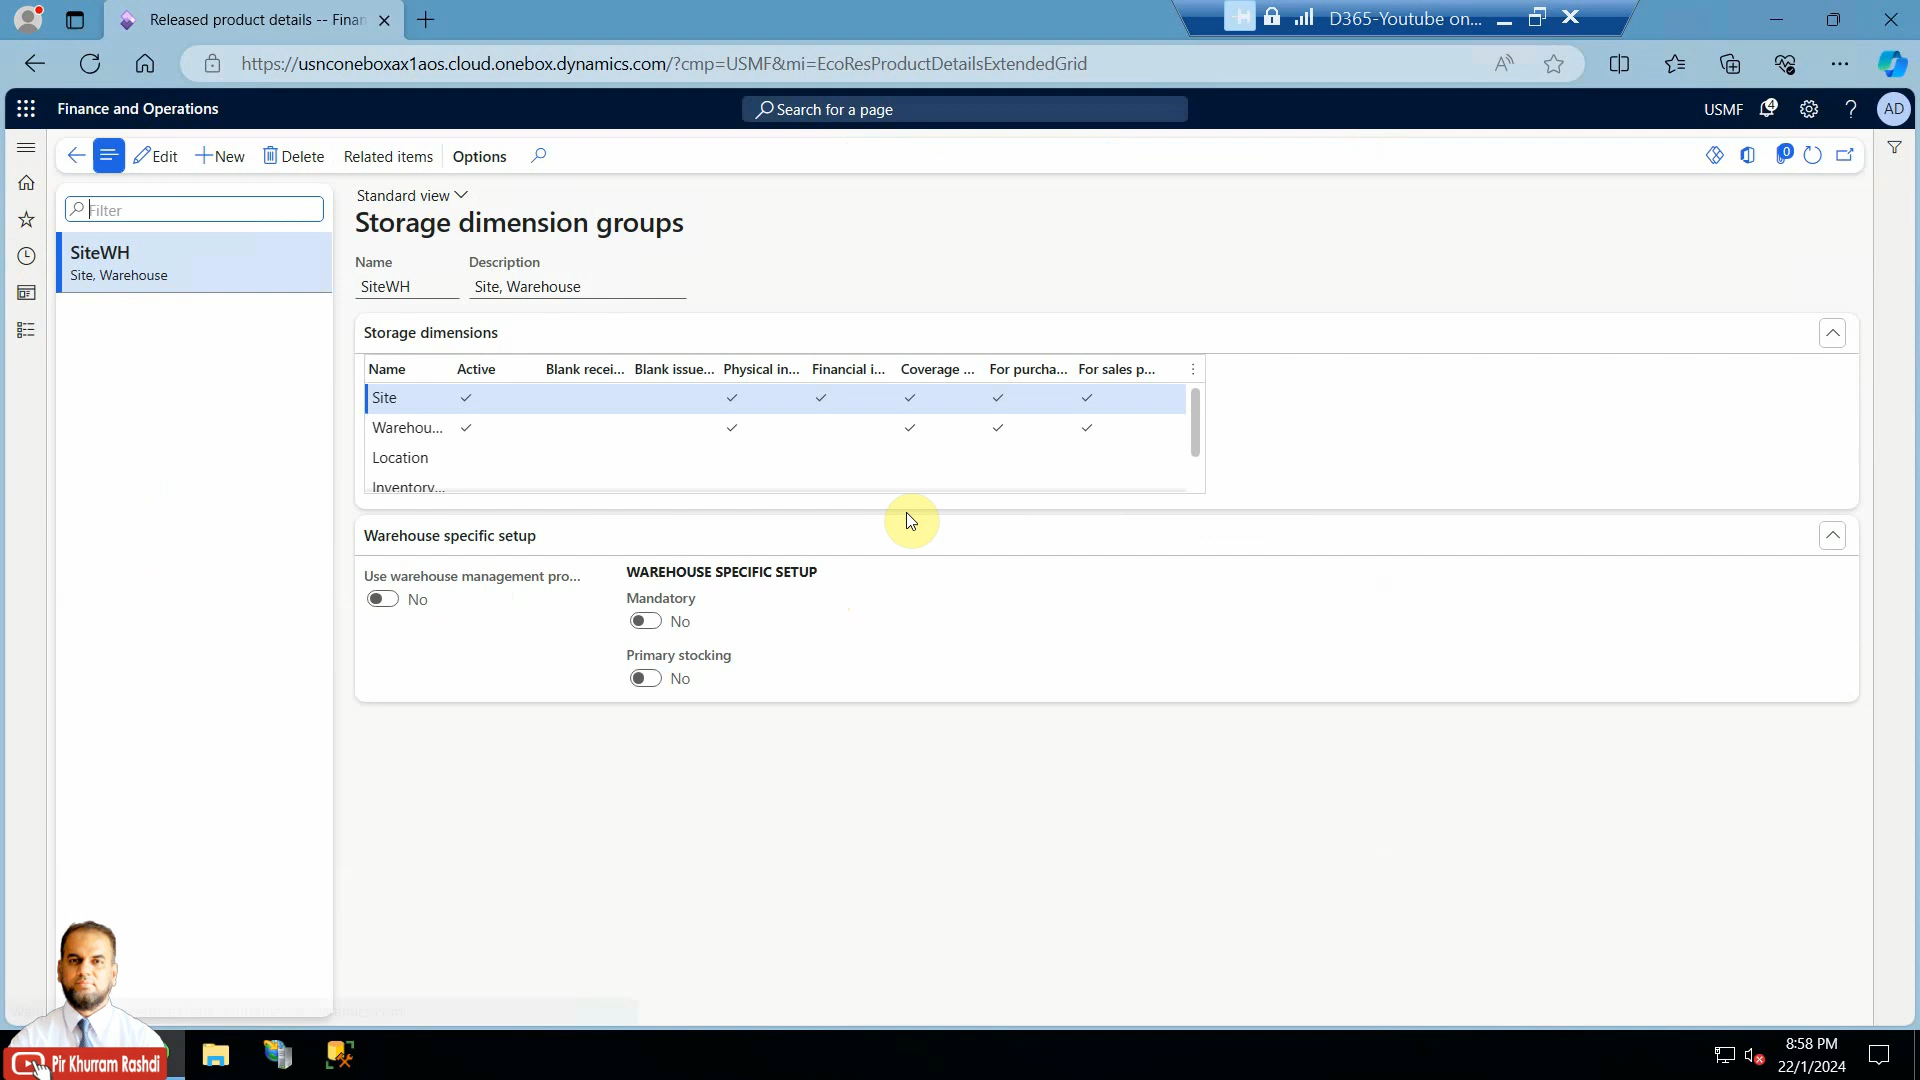 Released product details -- Finan
D365-Youtube on...
https://usnconeboxax1aos.cloud.onebox.dynamics.com/?cmp=USMF&mi=EcoResProductDetailsExtendedGrid
Finance and Operations
Search for a page
USMF
4
AD
Edit
New
Delete
Related items
Options
0
Filter
SiteWH
Site, Warehouse
Standard view
Storage dimension groups
Name Description
SiteWH Site, Warehouse
Storage dimensions
Name Active Blank recei... Blank issue... Physical in... Financial i... Coverage ... For purcha... For sales p...
Site
Warehou...
Location
Inventory...
Warehouse specific setup
Use warehouse management pro...
No
WAREHOUSE SPECIFIC SETUP
Mandatory
No
Primary stocking
No
Pir Khurram Rashdi
8:58 PM
22/1/2024